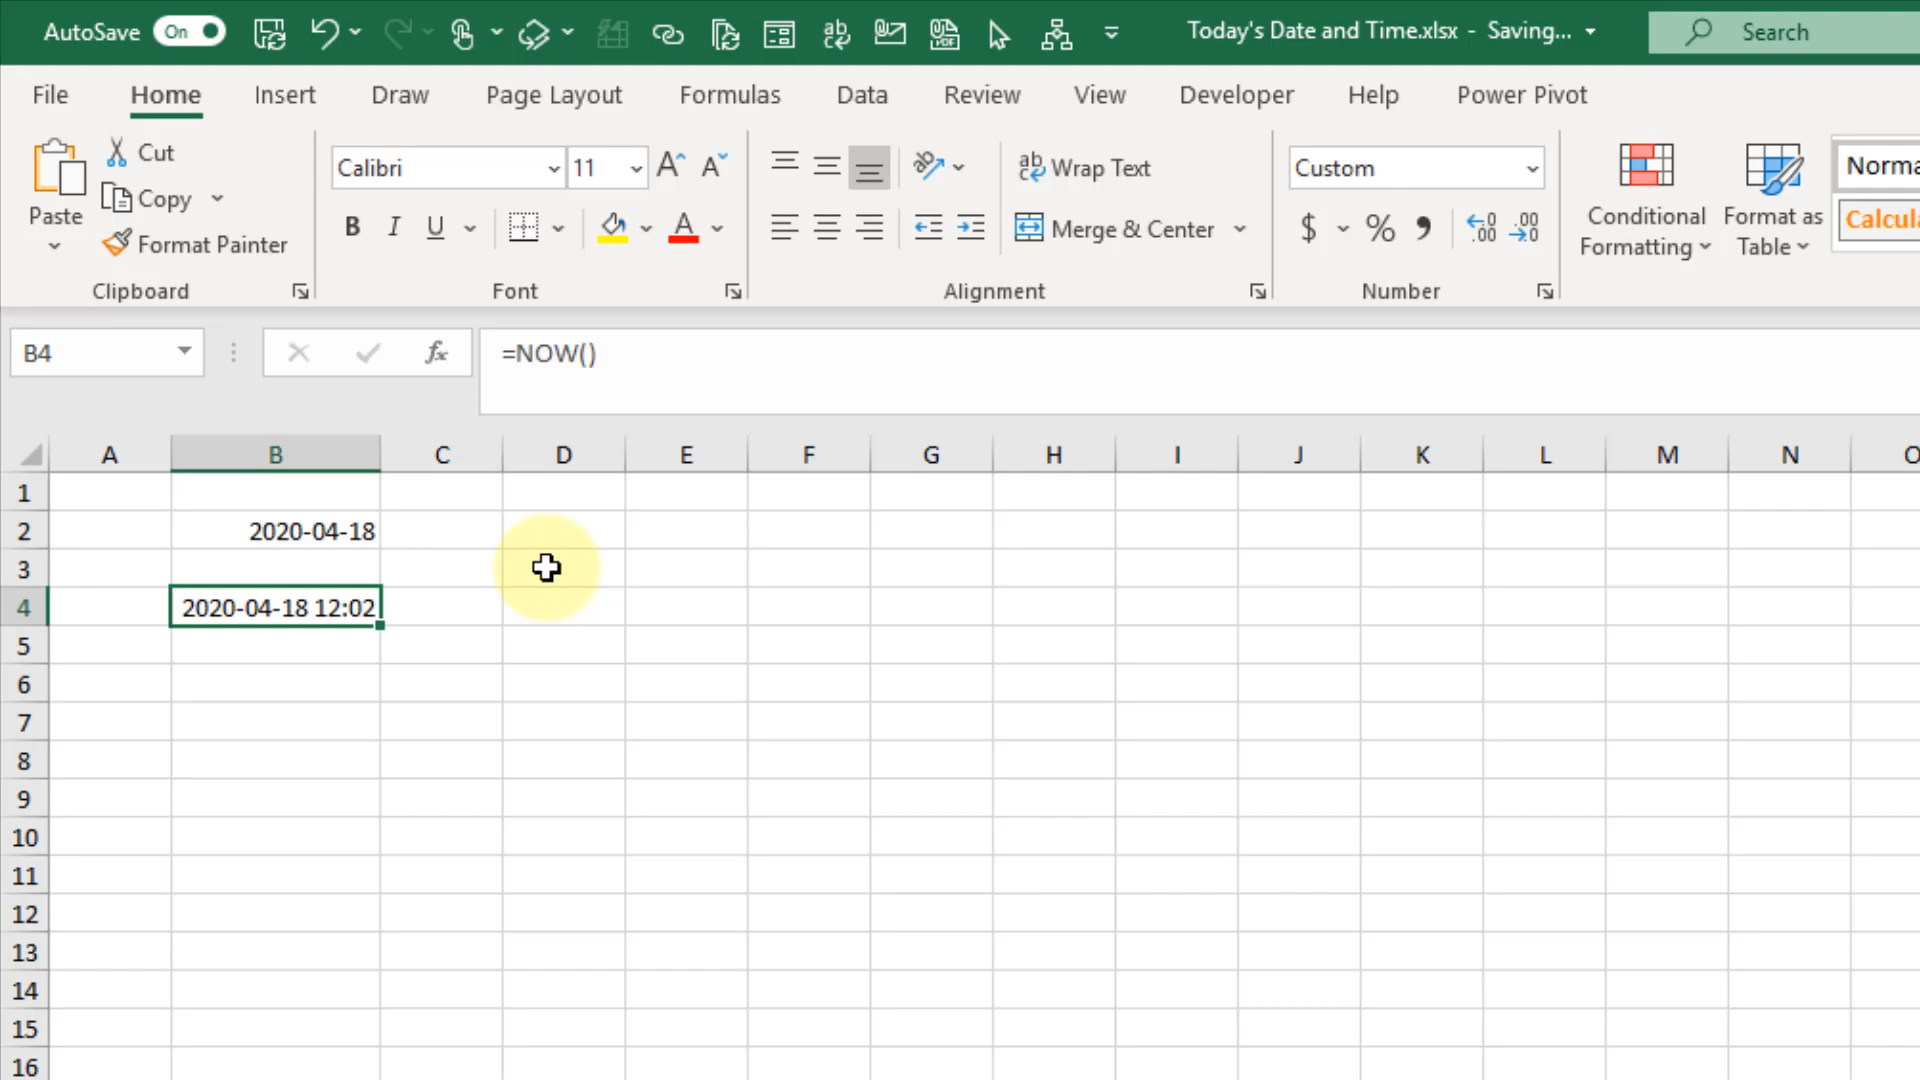 AutoSave On Today's Date and Time.xlsx - Saving... Search
File Home Insert Draw Page Layout Formulas Data Review View Developer Help Power Pivot
Paste
Cut
Copy
Format Painter
Clipboard
Calibri 11
B I U
Font
Wrap Text
Merge & Center
Alignment
Custom
$ %
Number
Conditional
Formatting
Format as
Table
B4 fx =NOW()
A B C D E F G H I J K L M N
1
2 2020-04-18
3
4 2020-04-18 12:02
5
6
7
8
9
10
11
12
13
14
15
16